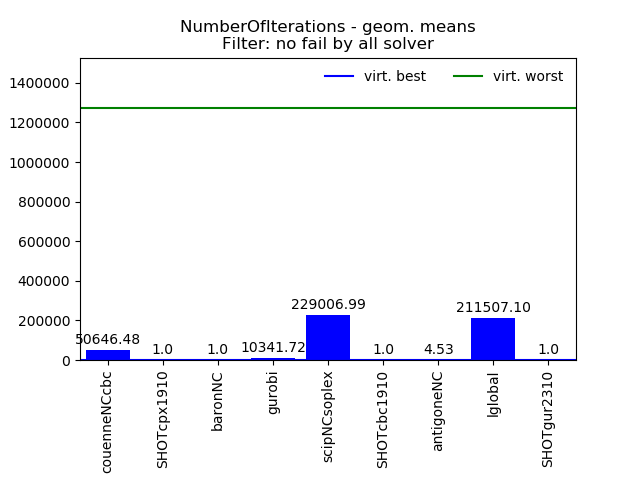 NumberOfIterations - geom. means
Filter: no fail by all solver
virt. best
virt. worst
1400000
1200000
1000000
800000
600000
400000
200000
0
50646.48
1.0
1.0
10341.72
229006.99
1.0
4.53
211507.10
1.0
couenneNCcbc
SHOTcpx1910
baronNC
gurobi
scipNCsoplex
SHOTcbc1910
antigoneNC
lglobal
SHOTgur2310